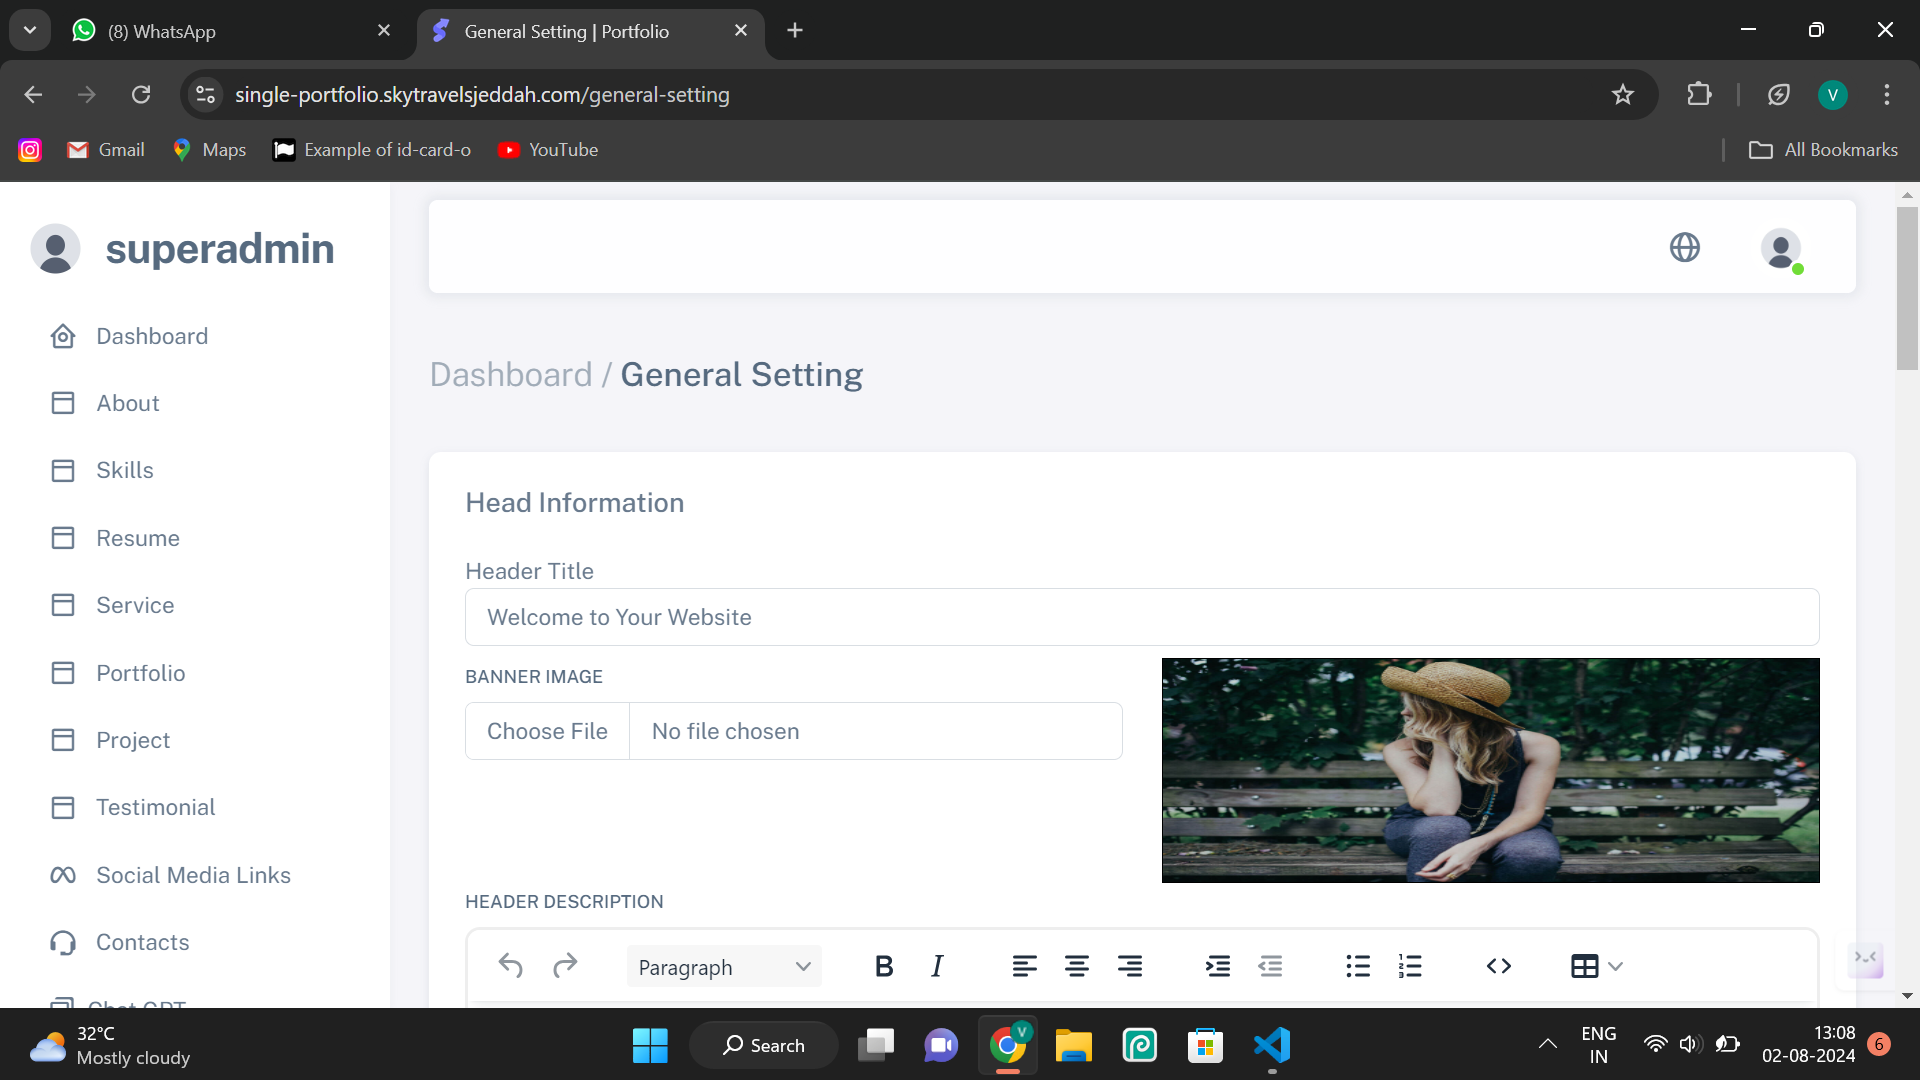 (8) WhatsApp
General Setting | Portfolio
single-portfolio.skytravelsjeddah.com/general-setting
V
Gmail
Maps
Example of id-card-o
YouTube
All Bookmarks
superadmin
Dashboard
About
Skills
Resume
Service
Portfolio
Project
Testimonial
Social Media Links
Contacts
Chat GPT
Dashboard / General Setting
Head Information
Header Title
Welcome to Your Website
BANNER IMAGE
Choose File
No file chosen
HEADER DESCRIPTION
Paragraph
B
I
32°C
Mostly cloudy
Search
V
ENG
IN
13:08
02-08-2024
6